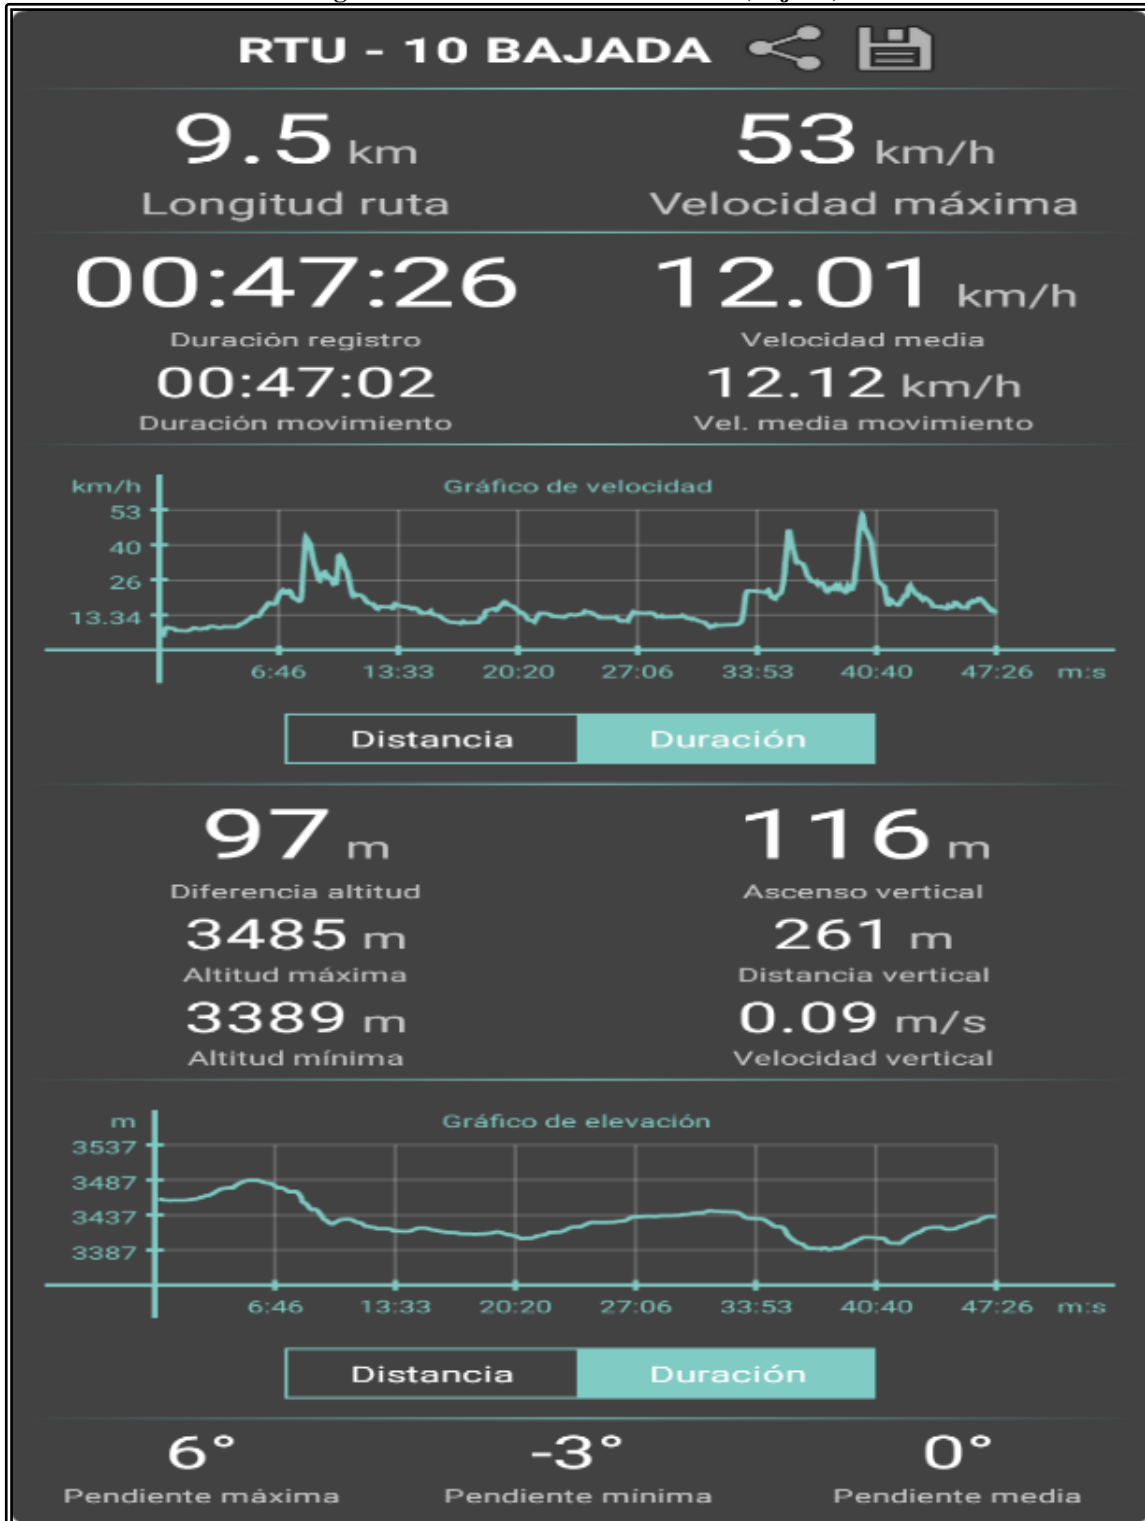 RTU - 10 BAJADA
9.5 km 53 km/h
Longitud ruta Velocidad máxima
00:47:26 12.01 km/h
Duración registro Velocidad media
00:47:02 12.12 km/h
Duración movimiento Vel. media movimiento
km/h Gráfico de velocidad
53
40
26
13.34
6:46 13:33 20:20 27:06 33:53 40:40 47:26 m:s
Distancia Duración
97 m 116 m
Diferencia altitud Ascenso vertical
3485 m 261 m
Altitud máxima Distancia vertical
3389 m 0.09 m/s
Altitud mínima Velocidad vertical
m Gráfico de elevación
3537
3487
3437
3387
6:46 13:33 20:20 27:06 33:53 40:40 47:26 m:s
Distancia Duración
6° -3° 0°
Pendiente máxima Pendiente mínima Pendiente media